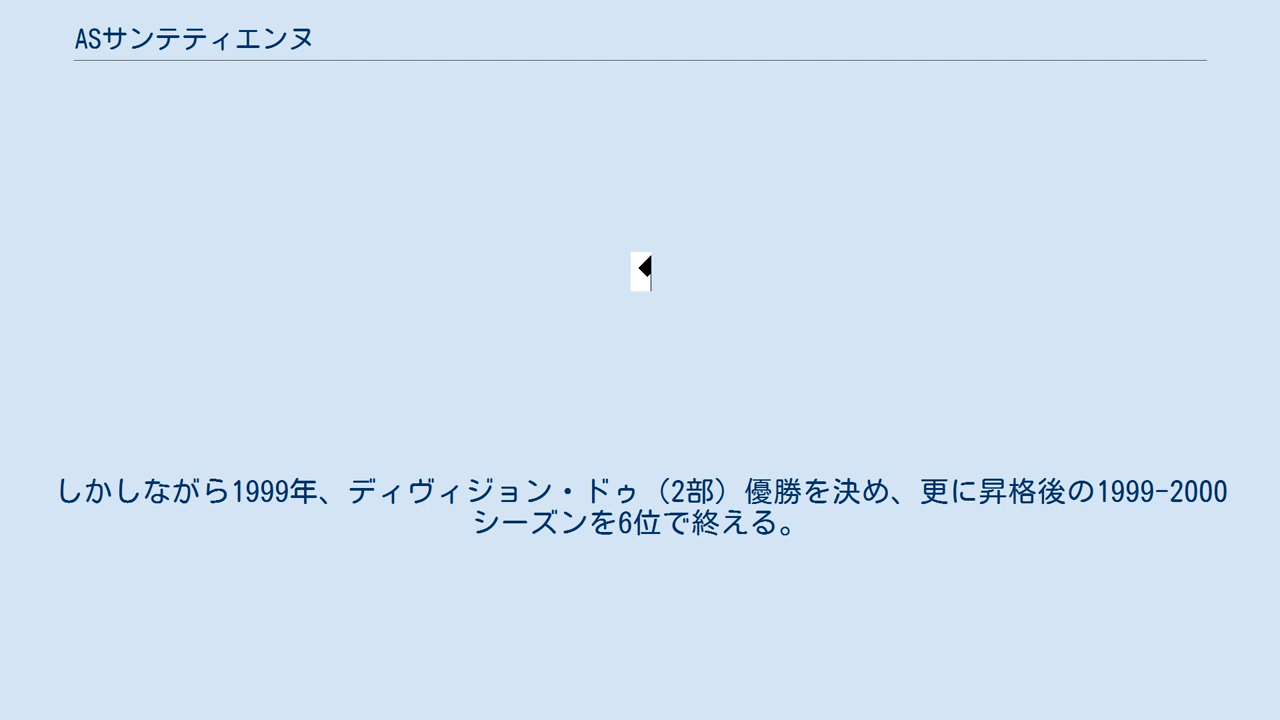 ASサンテティエンヌ
しかしながら1999年、ディヴィジョン・ドゥ（2部）優勝を決め、更に昇格後の1999-2000
シーズンを6位で終える。